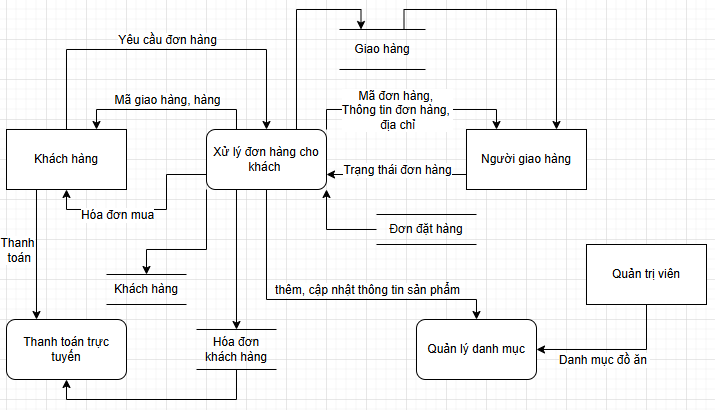 Yêu cầu đơn hàng
Giao hàng
Mã giao hàng, hàng
Mã đơn hàng,
Thông tin đơn hàng,
địa chỉ
Khách hàng
Xử lý đơn hàng cho
khách
Người giao hàng
Trạng thái đơn hàng
Hóa đơn mua
Đơn đặt hàng
Thanh
toán
Khách hàng
thêm, cập nhật thông tin sản phẩm
Quản trị viên
Thanh toán trực
tuyến
Hỏa đơn
khách hàng
Quản lý danh mục
Danh mục đồ ăn